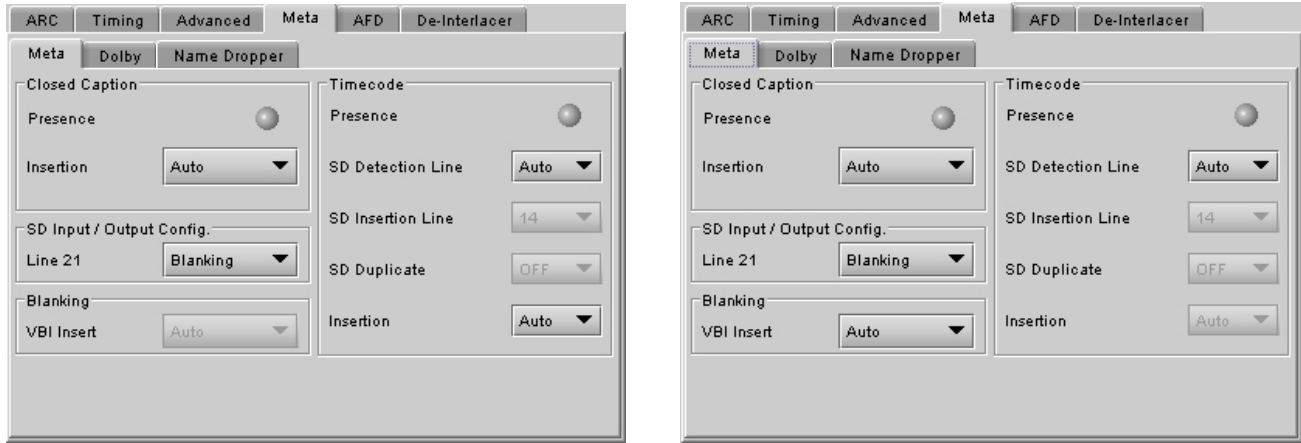 ARC Timing Advanced Meta AFD De-Interlacer
Meta Dolby Name Dropper
Closed Caption
Presence
Insertion Auto
SD Input / Output Config.
Line 21 Blanking
Blanking
VBI Insert Auto
Timecode
Presence
SD Detection Line Auto
SD Insertion Line 14
SD Duplicate OFF
Insertion Auto
ARC Timing Advanced Meta AFD De-Interlacer
Meta Dolby Name Dropper
Closed Caption
Presence
Insertion Auto
SD Input / Output Config.
Line 21 Blanking
Blanking
VBI Insert Auto
Timecode
Presence
SD Detection Line Auto
SD Insertion Line 14
SD Duplicate OFF
Insertion Auto